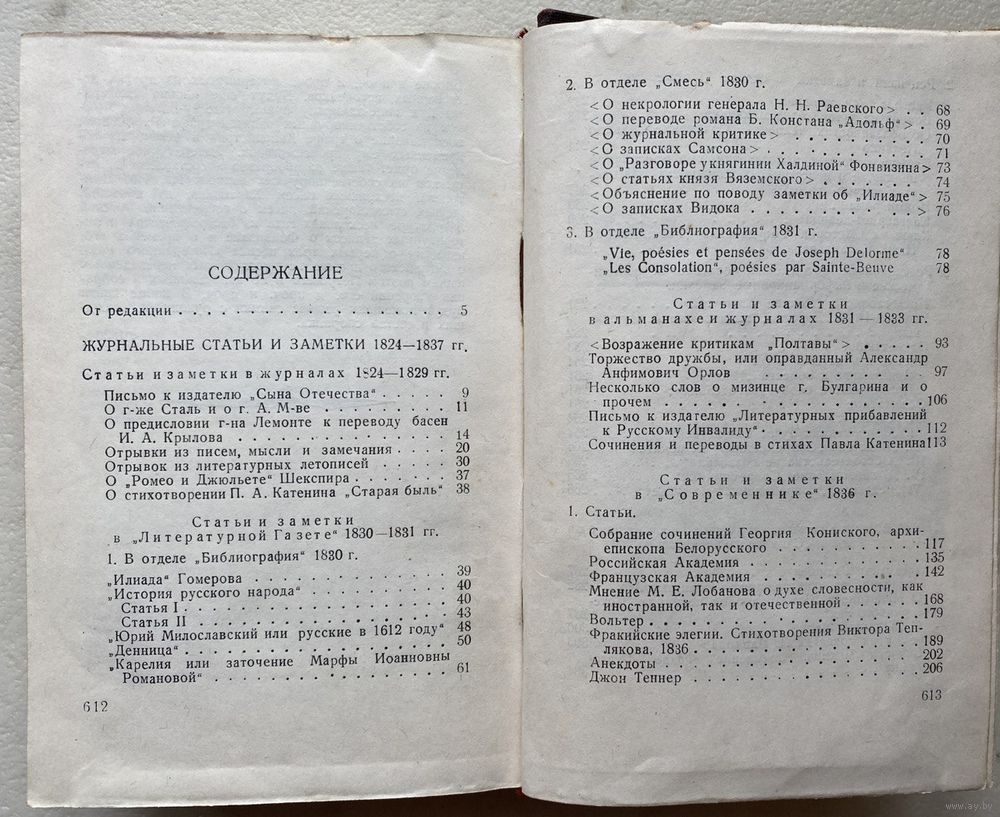 СОДЕРЖАНИЕ
От редакции . . . . . . . . . . . . . . . . . . 5
ЖУРНАЛЬНЫЕ СТАТЬИ И ЗАМЕТКИ 1824—1837 гг.
Статьи и заметки в журналах 1824—1829 гг.
Письмо к издателю „Сына Отечества“ . . . . . 9
О г-же Сталь и о г. А. М-ве . . . . . . . . . . 11
О предисловии г-на Лемонте к переводу басен
И. А. Крылова . . . . . . . . . . . . . . . 14
Отрывки из писем, мысли и замечания . . . . 20
Отрывок из литературных летописей . . . . . 30
О „Ромео и Джюльете“ Шекспира . . . . . . . 37
О стихотворении П. А. Катенина „Старая быль“ 38
Статьи и заметки
в „Литературной Газете“ 1830—1831 гг.
1. В отделе „Библиография“ 1830 г.
„Илиада“ Гомерова . . . . . . . . . . . . . . 39
„История русского народа“ . . . . . . . . . . 40
Статья I . . . . . . . . . . . . . . . . . . 40
Статья II . . . . . . . . . . . . . . . . . . 43
„Юрий Милославский или русские в 1612 году“ 48
„Денница“ . . . . . . . . . . . . . . . . . . 50
„Карелия или заточение Марфы Иоанновны
Романовой“ . . . . . . . . . . . . . . . . 61
612
2. В отделе „Смесь“ 1830 г.
<О некрологии генерала Н. Н. Раевского> . . 68
<О переводе романа Б. Констана „Адольф“> . 69
<О журнальной критике> . . . . . . . . . . 70
<О записках Самсона> . . . . . . . . . . . 71
<О „Разговоре у княгинии Халдиной“ Фонвизина> 73
<О статьях князя Вяземского> . . . . . . . 74
<Объяснение по поводу заметки об „Илиаде“> 75
<О записках Видока . . . . . . . . . . . > 76
3. В отделе „Библиография“ 1831 г.
„Vie, poésies et pensées de Joseph Delorme“ 78
„Les Consolation“, poésies par Sainte-Beuve 78
Статьи и заметки
в альманахе и журналах 1831—1833 гг.
<Возражение критикам „Полтавы“> . . . . . 93
Торжество дружбы, или оправданный Александр
Анфимович Орлов . . . . . . . . . . . 97
Несколько слов о мизинце г. Булгарина и о
прочем . . . . . . . . . . . . . . . . . . 106
Письмо к издателю „Литературных прибавлений
к Русскому Инвалиду“ . . . . . . . . . . . 112
Сочинения и переводы в стихах Павла Катенина 113
Статьи и заметки
в „Современнике“ 1836 г.
1. Статьи.
Собрание сочинений Георгия Кониского, архи-
епископа Белорусского . . . . . . . . . . 117
Российская Академия . . . . . . . . . . . . 135
Французская Академия . . . . . . . . . . . 142
Мнение М. Е. Лобанова о духе словесности, как
иностранной, так и отечественной . . . . . 168
Вольтер . . . . . . . . . . . . . . . . . . . 179
Фракийские элегии. Стихотворения Виктора Теп-
лякова, 1836 . . . . . . . . . . . . . . . 189
Анекдоты . . . . . . . . . . . . . . . . . . 202
Джон Теннер . . . . . . . . . . . . . . . . 206
613
www.ay.by